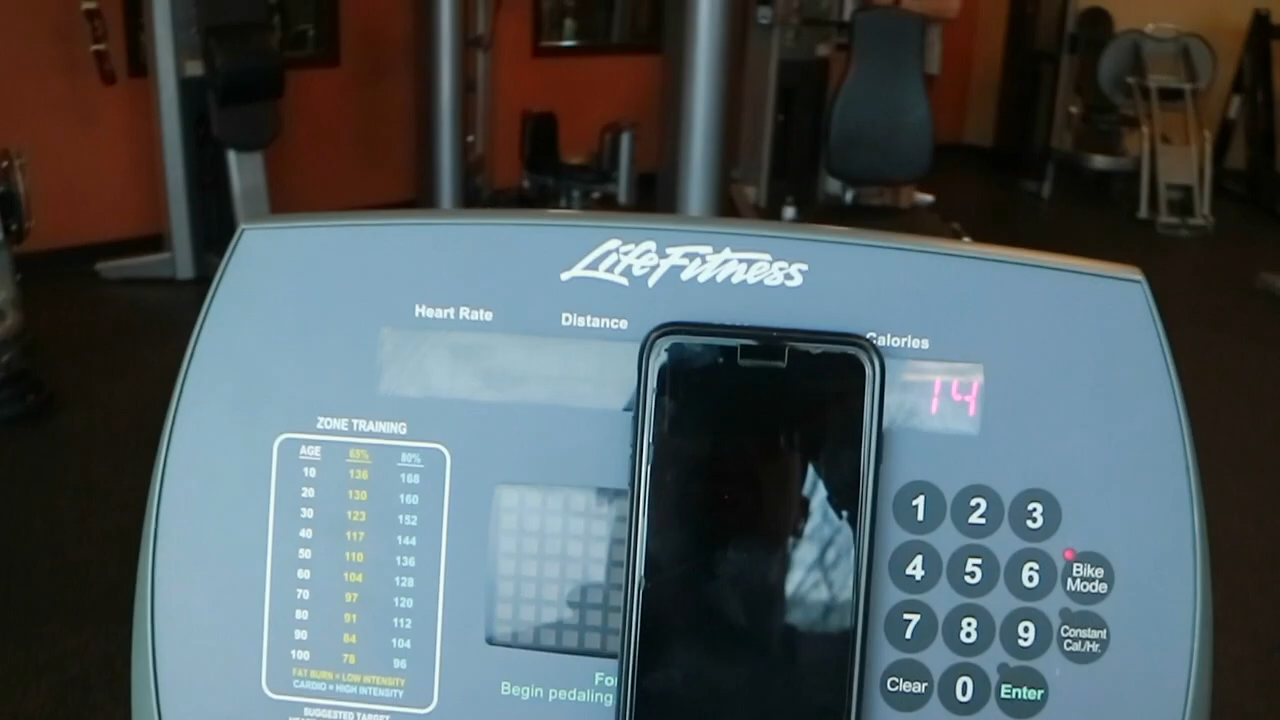 LifeFitness
Heart Rate Distance Calories
14
ZONE TRAINING
AGE 65% 80%
10 136 168
20 130 160
30 123 152
40 117 144
50 110 136
60 104 128
70 97 120
80 91 112
90 84 104
100 78 96
FAT BURN = LOW INTENSITY
CARDIO = HIGH INTENSITY
SUGGESTED TARGET
Begin pedaling
1 2 3
4 5 6 Bike Mode
7 8 9 Constant Cal./Hr.
Clear 0 Enter